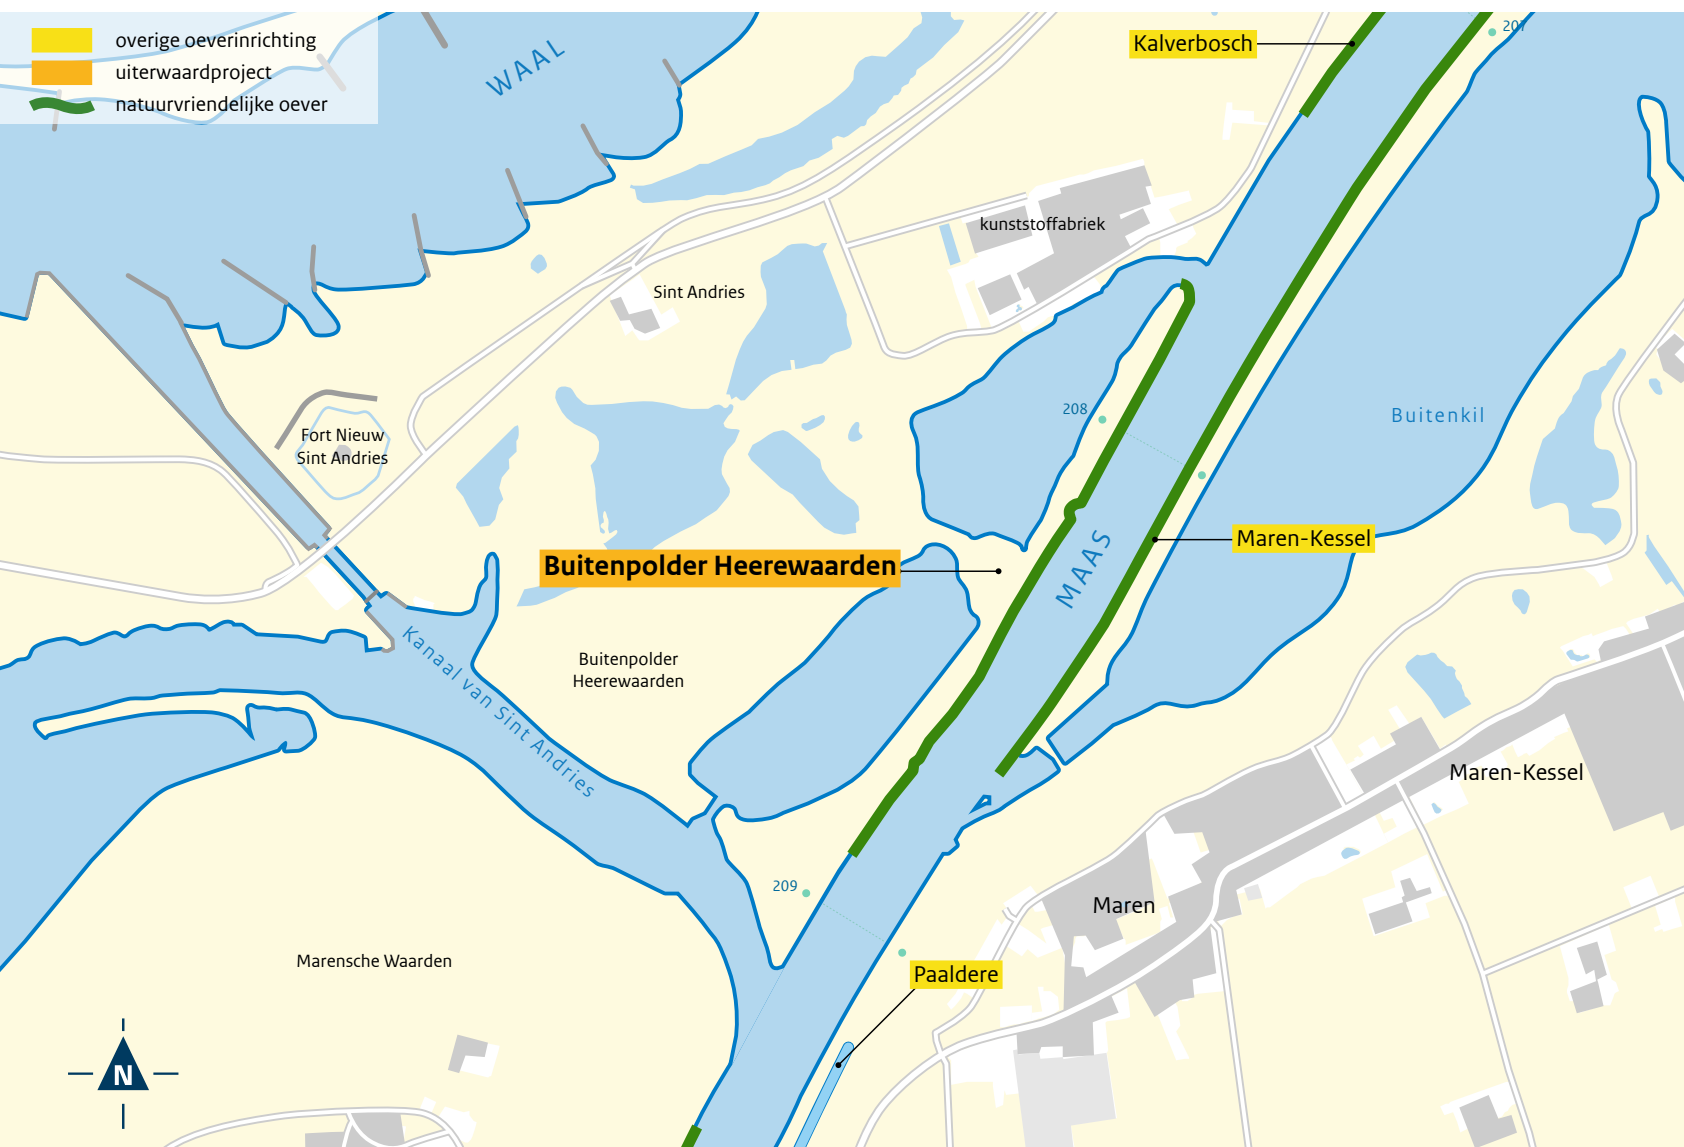 overige oeverinrichting
uiterwaardproject
natuurvriendelijke oever
WAAL
Kalverbosch
207
kunststoffabriek
Sint Andries
208
Buitenkil
Fort Nieuw
Sint Andries
Maren-Kessel
Buitenpolder Heerewaarden
MAAS
Kanaal van Sint Andries
Buitenpolder
Heerewaarden
Maren-Kessel
209
Maren
Marensche Waarden
Paaldere
N